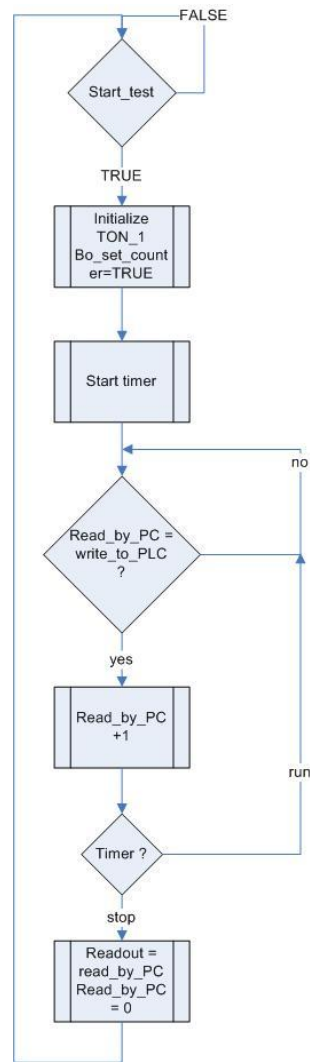 FALSE
Start_test
TRUE
Initialize
TON_1
Bo_set_count
er=TRUE
Start timer
no
Read_by_PC =
write_to_PLC
?
yes
Read_by_PC
+1
run
Timer ?
stop
Readout =
read_by_PC
Read_by_PC
= 0